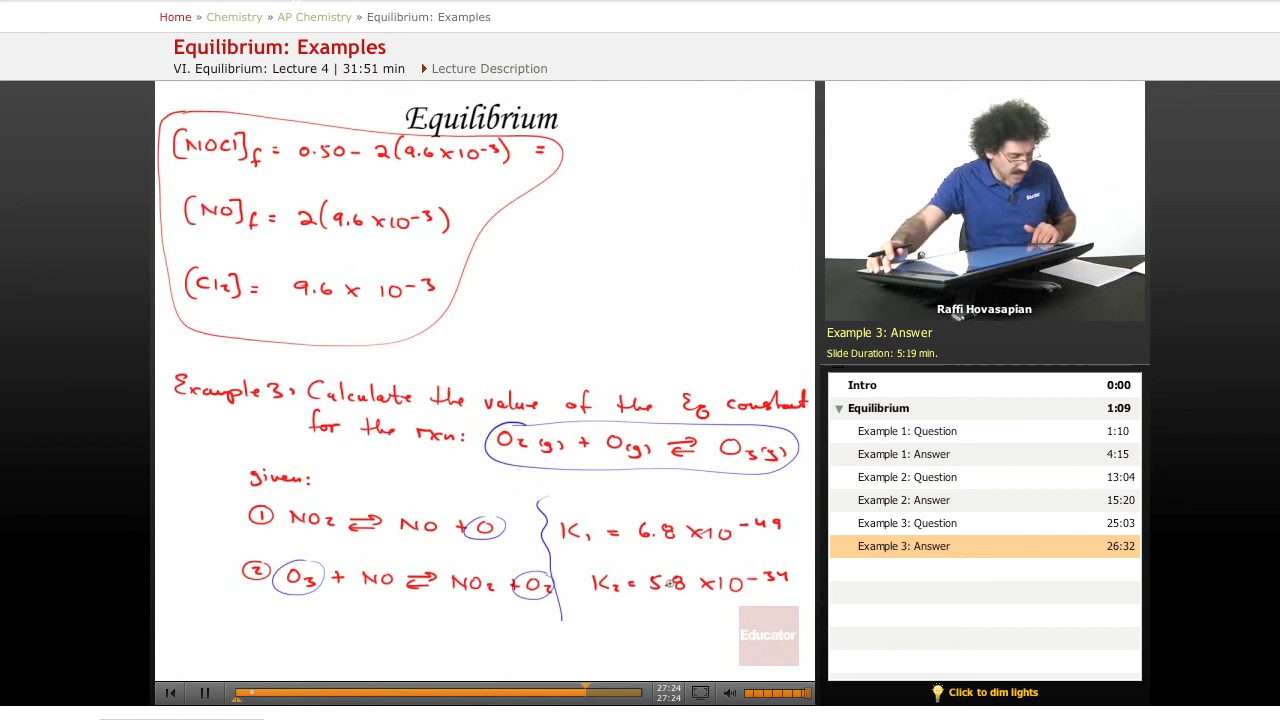 Home » Chemistry » AP Chemistry » Equilibrium: Examples
Equilibrium: Examples
VI. Equilibrium: Lecture 4 | 31:51 min Lecture Description
Equilibrium
[NOCl]f = 0.50 - 2(9.6 x 10^-3) =
[NO]f = 2(9.6 x 10^-3)
[Cl2] = 9.6 x 10^-3
Example 3: Calculate the value of the Eq constant
for the rxn: O2(g) + O(g) ⇌ O3(g)
given:
① NO2 ⇌ NO + O K1 = 6.8 x 10^-49
② O3 + NO ⇌ NO2 + O2 K2 = 5.8 x 10^-34
Educator
27:24
27:24
Raffi Hovasapian
Example 3: Answer
Slide Duration: 5:19 min.
Intro 0:00
Equilibrium 1:09
Example 1: Question 1:10
Example 1: Answer 4:15
Example 2: Question 13:04
Example 2: Answer 15:20
Example 3: Question 25:03
Example 3: Answer 26:32
Click to dim lights